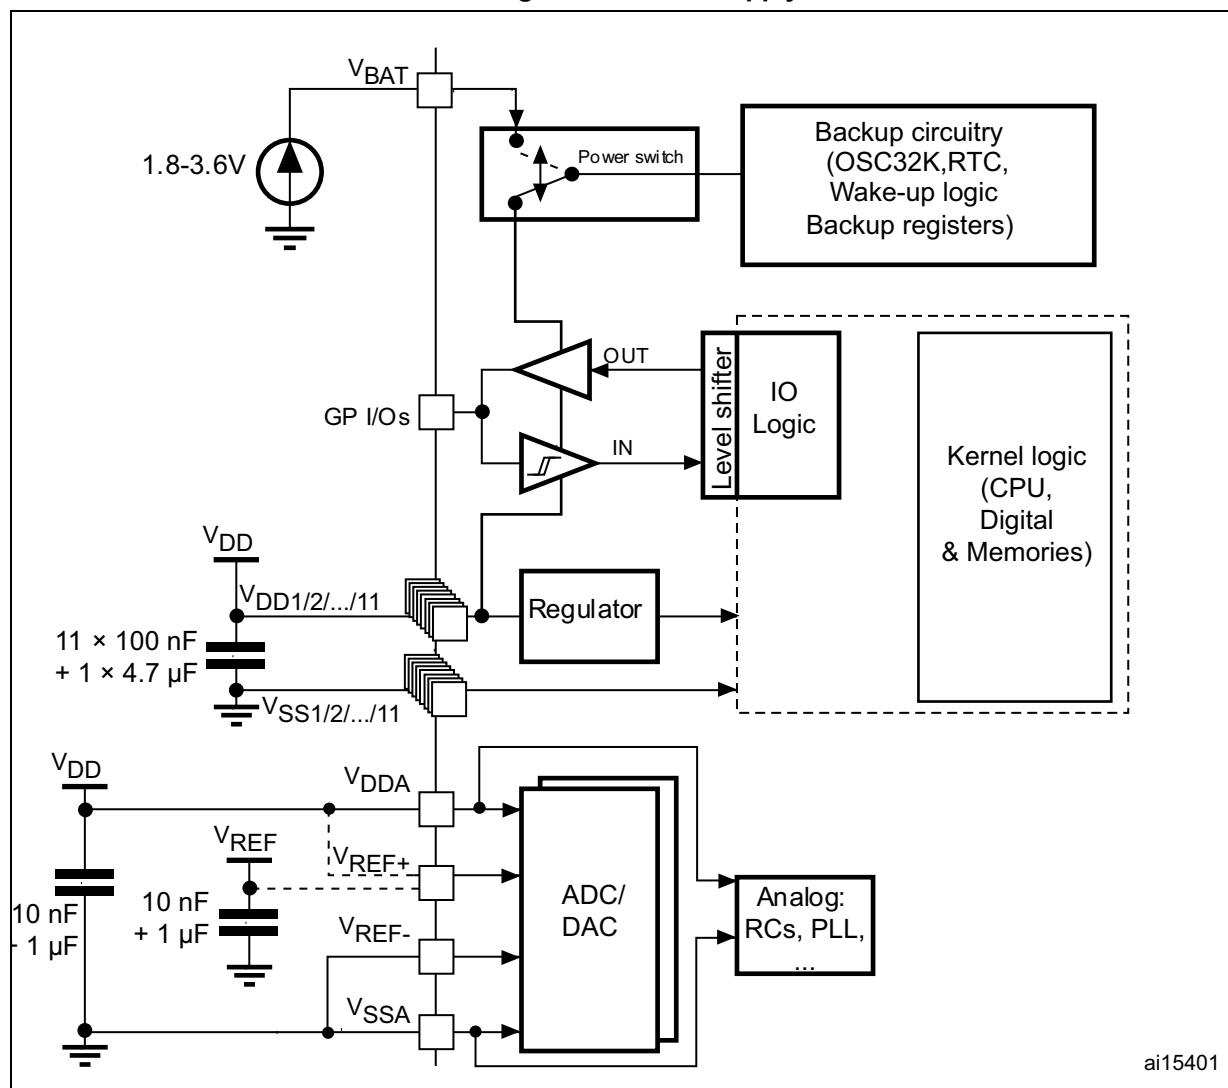 VBAT
1.8-3.6V
Power switch
Backup circuitry
(OSC32K,RTC,
Wake-up logic
Backup registers)
OUT
GP I/Os
IN
Level shifter
IO
Logic
Kernel logic
(CPU,
Digital
& Memories)
VDD
VDD1/2/.../11
11 × 100 nF
+ 1 × 4.7 µF
Regulator
VSS1/2/.../11
VDD
VDDA
VREF
VREF+
10 nF
+ 1 µF
10 nF
+ 1 µF
VREF-
VSSA
ADC/
DAC
Analog:
RCs, PLL,
...
ai15401